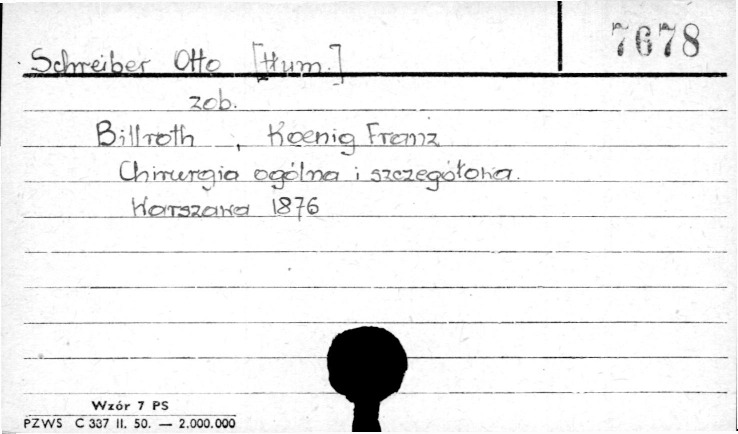 7678
Schreiber Otto [tłum.]
zob.
Billroth , Koenig Franz
Chirurgia ogólna i szczegółowa.
Warszawa 1876
Wzór 7 PS
PZWS C 337 II. 50. — 2.000.000